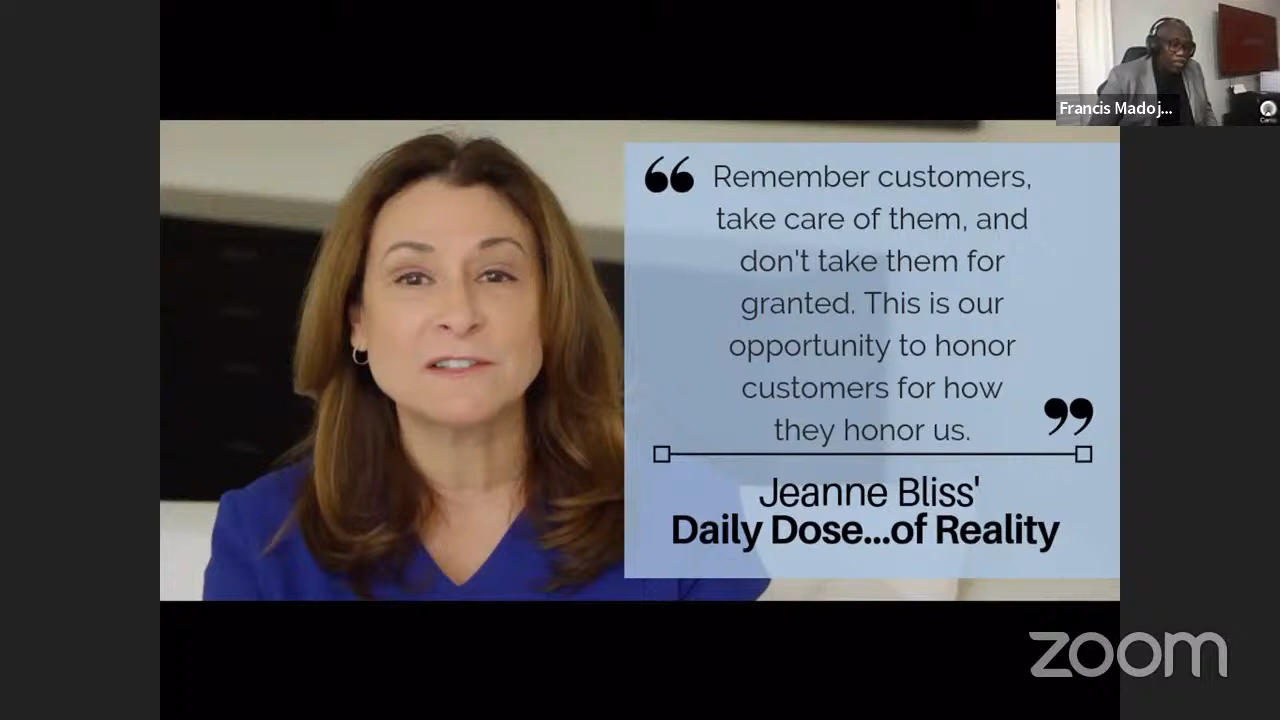 Francis Madoj...
❝ Remember customers,
take care of them, and
don't take them for
granted. This is our
opportunity to honor
customers for how
they honor us. ❞
Jeanne Bliss'
Daily Dose...of Reality
zoom